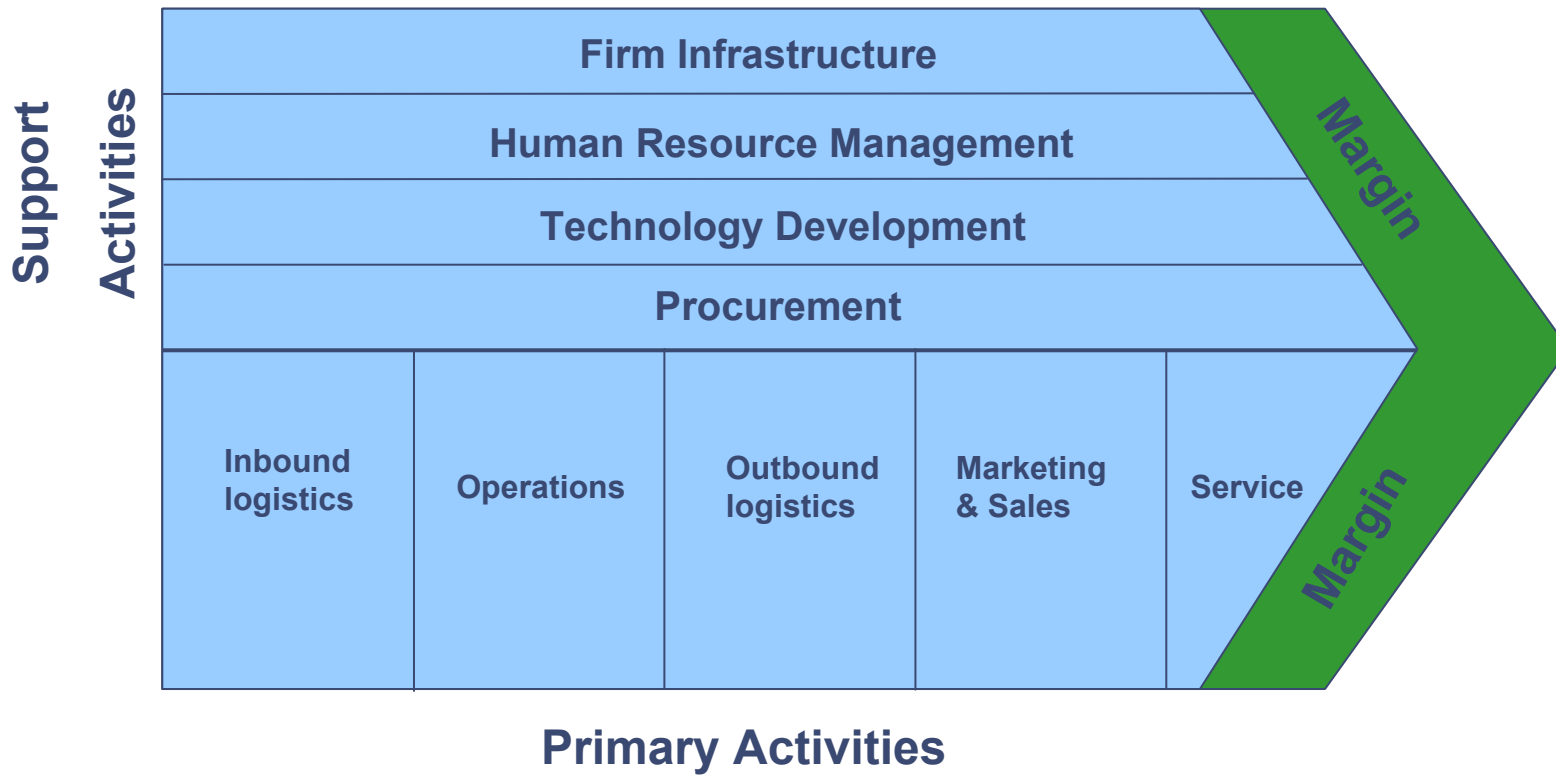 Support
Activities
Firm Infrastructure
Human Resource Management
Technology Development
Procurement
Margin
Inbound
logistics
Operations
Outbound
logistics
Marketing
& Sales
Service
Margin
Primary Activities